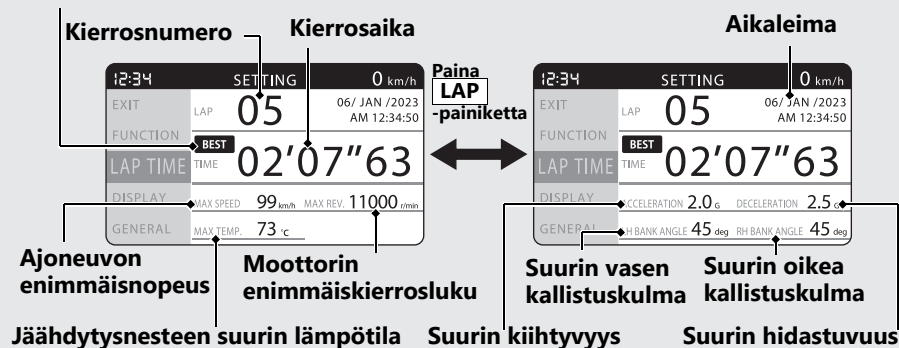 Kierrosnumero
Kierrosaika
Aikaleima
12:34 SETTING 0 km/h
EXIT
FUNCTION
LAP TIME
DISPLAY
GENERAL
LAP 05
06/ JAN /2023
AM 12:34:50
BEST
TIME 02'07"63
MAX SPEED 99 km/h MAX REV. 11000 r/min
MAX TEMP. 73 °C
Paina
LAP
-painiketta
12:34 SETTING 0 km/h
EXIT
FUNCTION
LAP TIME
DISPLAY
GENERAL
LAP 05
06/ JAN /2023
AM 12:34:50
BEST
TIME 02'07"63
ACCELERATION 2.0 G DECELERATION 2.5 G
LH BANK ANGLE 45 deg RH BANK ANGLE 45 deg
Ajoneuvon
enimmäisnopeus
Moottorin
enimmäiskierrosluku
Suurin vasen
kallistuskulma
Suurin oikea
kallistuskulma
Jäähdytysnesteen suurin lämpötila
Suurin kiihtyvyys
Suurin hidastuvuus